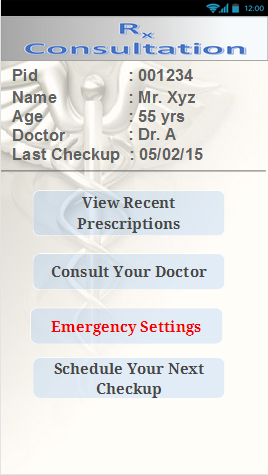 12:00
Rx
Consultation
Pid : 001234
Name : Mr. Xyz
Age : 55 yrs
Doctor : Dr. A
Last Checkup : 05/02/15
View Recent
Prescriptions
Consult Your Doctor
Emergency Settings
Schedule Your Next
Checkup